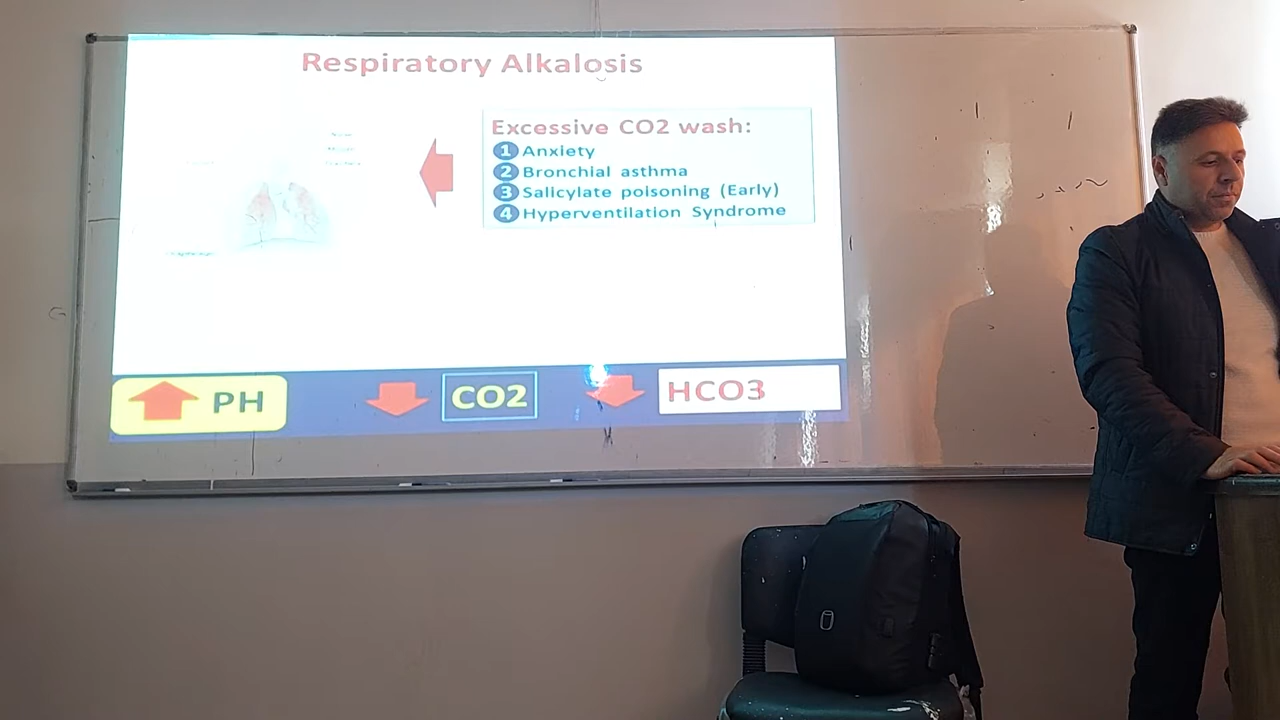 Respiratory Alkalosis
Excessive CO2 wash:
1 Anxiety
2 Bronchial asthma
3 Salicylate poisoning (Early)
4 Hyperventilation Syndrome
PH
CO2
HCO3